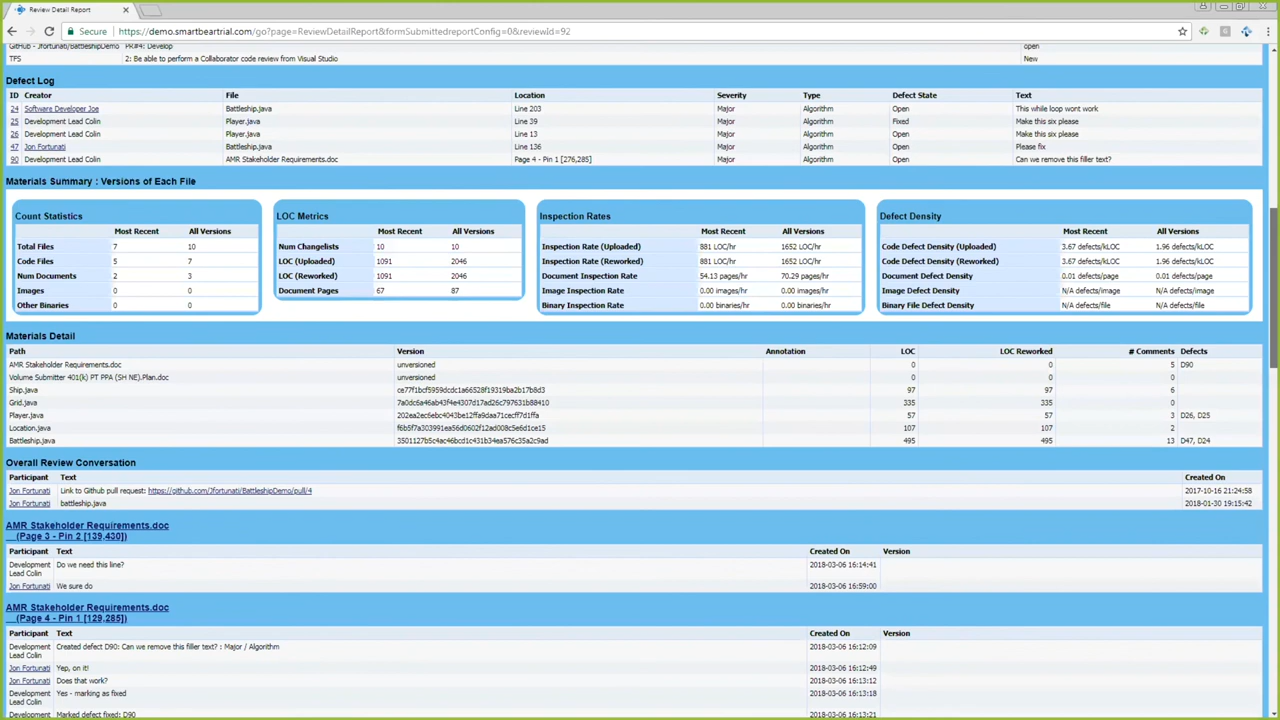 Review Detail Report
Secure https://demo.smartbeartrial.com/go?page=ReviewDetailReport&formSubmittedreportConfig=0&reviewId=92
GitHub - Jfortunati/BattleshipDemo PR#4: Develop open
TFS 2: Be able to perform a Collaborator code review from Visual Studio New
Defect Log
ID Creator File Location Severity Type Defect State Text
24 Software Developer Joe Battleship.java Line 203 Major Algorithm Open This while loop wont work
25 Development Lead Colin Player.java Line 39 Major Algorithm Fixed Make this six please
26 Development Lead Colin Player.java Line 13 Major Algorithm Open Make this six please
47 Jon Fortunati Battleship.java Line 136 Major Algorithm Open Please fix
90 Development Lead Colin AMR Stakeholder Requirements.doc Page 4 - Pin 1 [276,285] Major Algorithm Open Can we remove this filler text?
Materials Summary : Versions of Each File
Count Statistics LOC Metrics Inspection Rates Defect Density
Most Recent All Versions Most Recent All Versions Most Recent All Versions Most Recent All Versions
Total Files 7 10 Num Changelists 10 10 Inspection Rate (Uploaded) 881 LOC/hr 1652 LOC/hr Code Defect Density (Uploaded) 3.67 defects/kLOC 1.96 defects/kLOC
Code Files 5 7 LOC (Uploaded) 1091 2046 Inspection Rate (Reworked) 881 LOC/hr 1652 LOC/hr Code Defect Density (Reworked) 3.67 defects/kLOC 1.96 defects/kLOC
Num Documents 2 3 LOC (Reworked) 1091 2046 Document Inspection Rate 54.13 pages/hr 70.29 pages/hr Document Defect Density 0.01 defects/page 0.01 defects/page
Images 0 0 Document Pages 67 87 Image Inspection Rate 0.00 images/hr 0.00 images/hr Image Defect Density N/A defects/image N/A defects/image
Other Binaries 0 0 Binary Inspection Rate 0.00 binaries/hr 0.00 binaries/hr Binary File Defect Density N/A defects/file N/A defects/file
Materials Detail
Path Version Annotation LOC LOC Reworked # Comments Defects
AMR Stakeholder Requirements.doc unversioned 0 0 5 D90
Volume Submitter 401(k) PT PPA (SH NE).Plan.doc unversioned 0 0 0
Ship.java ce77f1bcf5959dcdc1a66528f19319ba2b17b8d3 97 97 6
Grid.java 7a0dc6a46ab43f4e4307d17ad26c797631b88410 335 335 0
Player.java 202ea2ec6ebc4043be12ffa9daa71cecff7d1ffa 57 57 3 D26, D25
Location.java f6b5f7a303991ea56d0602f12ad008c5e6d1ce15 107 107 2
Battleship.java 3501127b5c4ac46bcd1c431b34ea576c35a2c9ad 495 495 13 D47, D24
Overall Review Conversation
Participant Text Created On
Jon Fortunati Link to Github pull request: https://github.com/Jfortunati/BattleshipDemo/pull/4 2017-10-16 21:24:58
Jon Fortunati battleship.java 2018-01-30 19:15:42
AMR Stakeholder Requirements.doc
(Page 3 - Pin 2 [139,430])
Participant Text Created On Version
Development Lead Colin Do we need this line? 2018-03-06 16:14:41
Jon Fortunati We sure do 2018-03-06 16:59:00
AMR Stakeholder Requirements.doc
(Page 4 - Pin 1 [129,285])
Participant Text Created On Version
Development Lead Colin Created defect D90: Can we remove this filler text? : Major / Algorithm 2018-03-06 16:12:09
Jon Fortunati Yep, on it! 2018-03-06 16:12:49
Jon Fortunati Does that work? 2018-03-06 16:13:12
Development Lead Colin Yes - marking as fixed 2018-03-06 16:13:18
Development Marked defect fixed: D90 2018-03-06 16:13:21